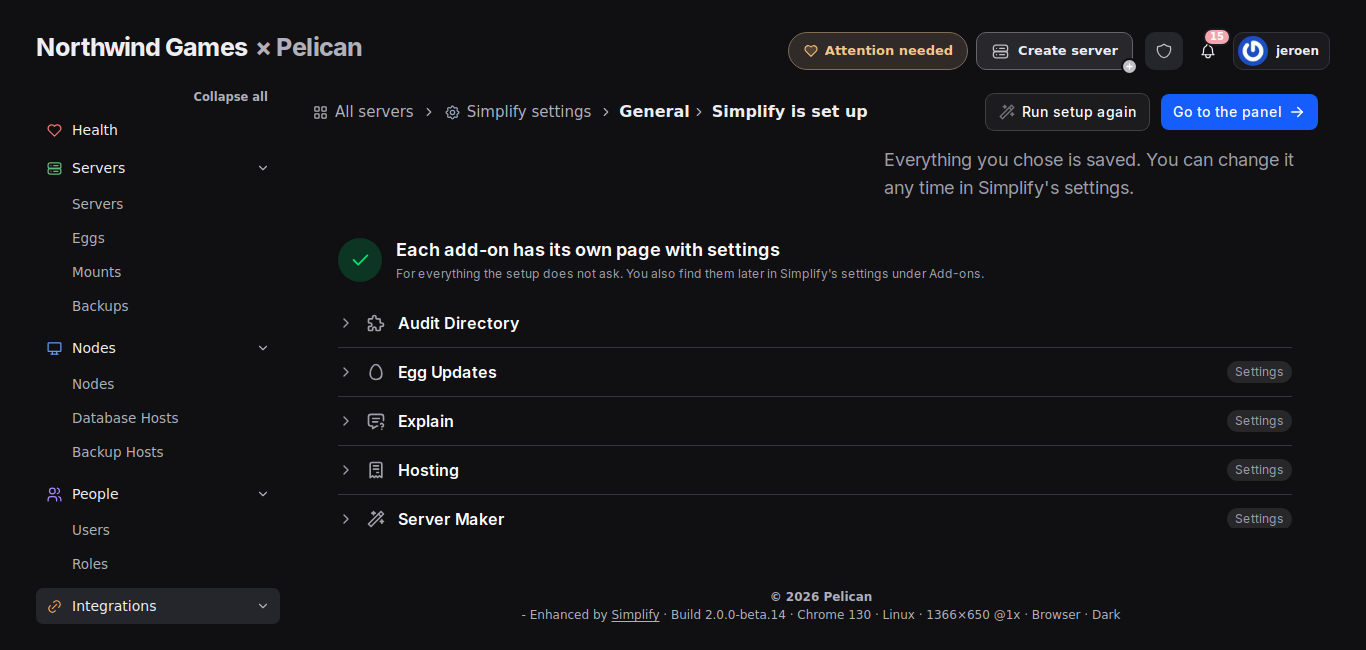 Northwind Games × Pelican
Attention needed
Create server
15
jeroen
Collapse all
Health
Servers
Servers
Eggs
Mounts
Backups
Nodes
Nodes
Database Hosts
Backup Hosts
People
Users
Roles
Integrations
All servers > Simplify settings > General > Simplify is set up
Run setup again
Go to the panel →
Everything you chose is saved. You can change it
any time in Simplify's settings.
Each add-on has its own page with settings
For everything the setup does not ask. You also find them later in Simplify's settings under Add-ons.
Audit Directory
Egg Updates
Settings
Explain
Settings
Hosting
Settings
Server Maker
Settings
© 2026 Pelican
- Enhanced by Simplify · Build 2.0.0-beta.14 · Chrome 130 · Linux · 1366×650 @1x · Browser · Dark